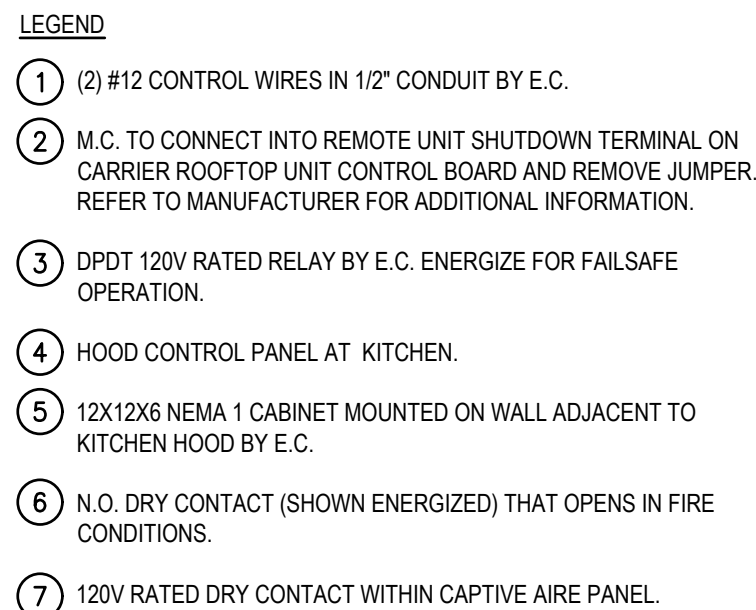 LEGEND
1 (2) #12 CONTROL WIRES IN 1/2" CONDUIT BY E.C.
2 M.C. TO CONNECT INTO REMOTE UNIT SHUTDOWN TERMINAL ON
CARRIER ROOFTOP UNIT CONTROL BOARD AND REMOVE JUMPER.
REFER TO MANUFACTURER FOR ADDITIONAL INFORMATION.
3 DPDT 120V RATED RELAY BY E.C. ENERGIZE FOR FAILSAFE
OPERATION.
4 HOOD CONTROL PANEL AT KITCHEN.
5 12X12X6 NEMA 1 CABINET MOUNTED ON WALL ADJACENT TO
KITCHEN HOOD BY E.C.
6 N.O. DRY CONTACT (SHOWN ENERGIZED) THAT OPENS IN FIRE
CONDITIONS.
7 120V RATED DRY CONTACT WITHIN CAPTIVE AIRE PANEL.